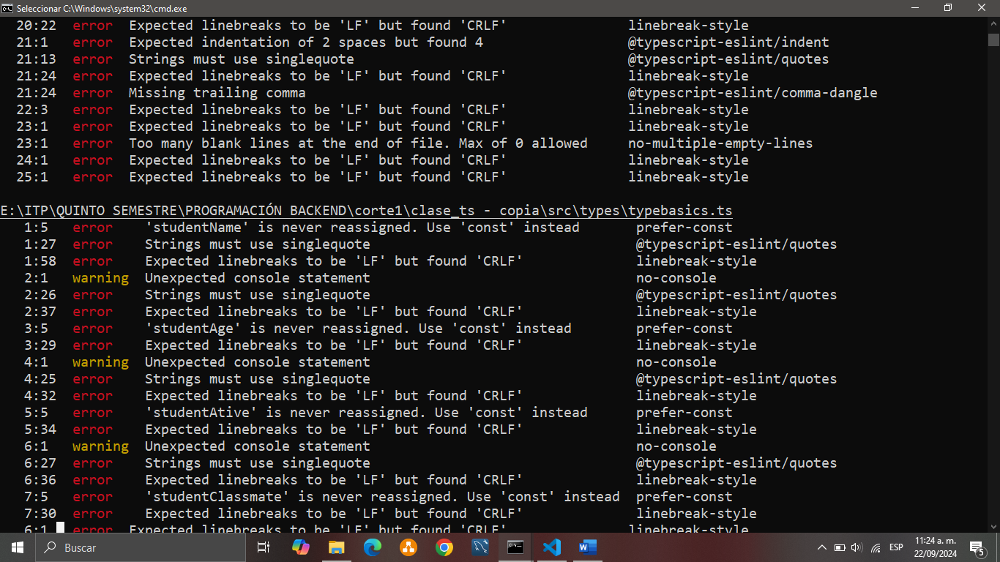 Seleccionar C:\Windows\system32\cmd.exe
20:22 error Expected linebreaks to be 'LF' but found 'CRLF' linebreak-style
21:1 error Expected indentation of 2 spaces but found 4 @typescript-eslint/indent
21:13 error Strings must use singlequote @typescript-eslint/quotes
21:24 error Expected linebreaks to be 'LF' but found 'CRLF' linebreak-style
21:24 error Missing trailing comma @typescript-eslint/comma-dangle
22:3 error Expected linebreaks to be 'LF' but found 'CRLF' linebreak-style
23:1 error Expected linebreaks to be 'LF' but found 'CRLF' linebreak-style
23:1 error Too many blank lines at the end of file. Max of 0 allowed no-multiple-empty-lines
24:1 error Expected linebreaks to be 'LF' but found 'CRLF' linebreak-style
25:1 error Expected linebreaks to be 'LF' but found 'CRLF' linebreak-style
E:\ITP\QUINTO SEMESTRE\PROGRAMACIÓN BACKEND\corte1\clase_ts - copia\src\types\typebasics.ts
1:5 error 'studentName' is never reassigned. Use 'const' instead prefer-const
1:27 error Strings must use singlequote @typescript-eslint/quotes
1:58 error Expected linebreaks to be 'LF' but found 'CRLF' linebreak-style
2:1 warning Unexpected console statement no-console
2:26 error Strings must use singlequote @typescript-eslint/quotes
2:37 error Expected linebreaks to be 'LF' but found 'CRLF' linebreak-style
3:5 error 'studentAge' is never reassigned. Use 'const' instead prefer-const
3:29 error Expected linebreaks to be 'LF' but found 'CRLF' linebreak-style
4:1 warning Unexpected console statement no-console
4:25 error Strings must use singlequote @typescript-eslint/quotes
4:32 error Expected linebreaks to be 'LF' but found 'CRLF' linebreak-style
5:5 error 'studentAtive' is never reassigned. Use 'const' instead prefer-const
5:34 error Expected linebreaks to be 'LF' but found 'CRLF' linebreak-style
6:1 warning Unexpected console statement no-console
6:27 error Strings must use singlequote @typescript-eslint/quotes
6:36 error Expected linebreaks to be 'LF' but found 'CRLF' linebreak-style
7:5 error 'studentClassmate' is never reassigned. Use 'const' instead prefer-const
7:30 error Expected linebreaks to be 'LF' but found 'CRLF' linebreak-style
6:1 error Expected linebreaks to be 'LF' but found 'CRLF' linebreak-style
Buscar
ESP
11:24 a. m.
22/09/2024
5